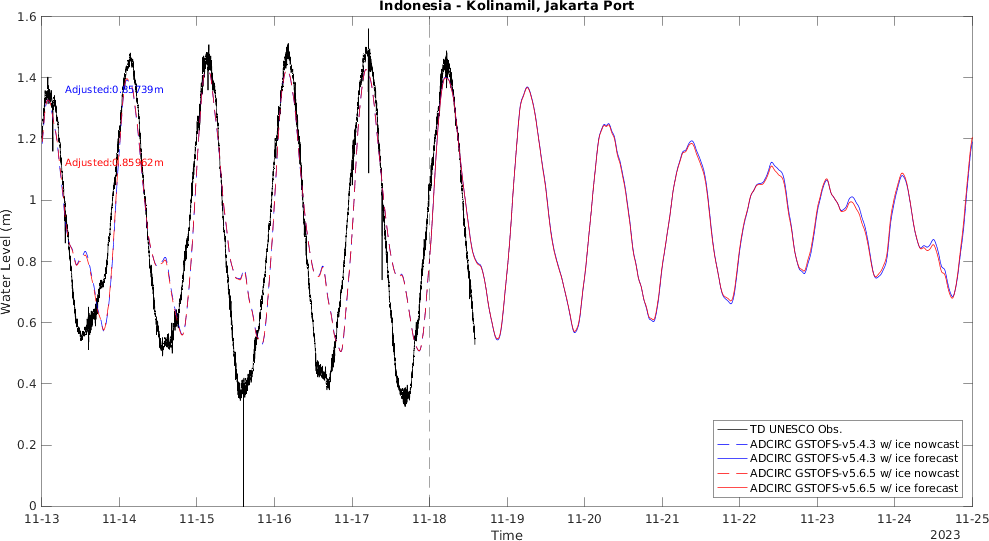 Indonesia - Kolinamil, Jakarta Port
1.6
1.4
1.2
1
0.8
0.6
0.4
0.2
0
Water Level (m)
Adjusted:0.85739m
Adjusted:0.85962m
TD UNESCO Obs.
ADCIRC GSTOFS-v5.4.3 w/ ice nowcast
ADCIRC GSTOFS-v5.4.3 w/ ice forecast
ADCIRC GSTOFS-v5.6.5 w/ ice nowcast
ADCIRC GSTOFS-v5.6.5 w/ ice forecast
11-13 11-14 11-15 11-16 11-17 11-18 11-19 11-20 11-21 11-22 11-23 11-24 11-25
Time
2023